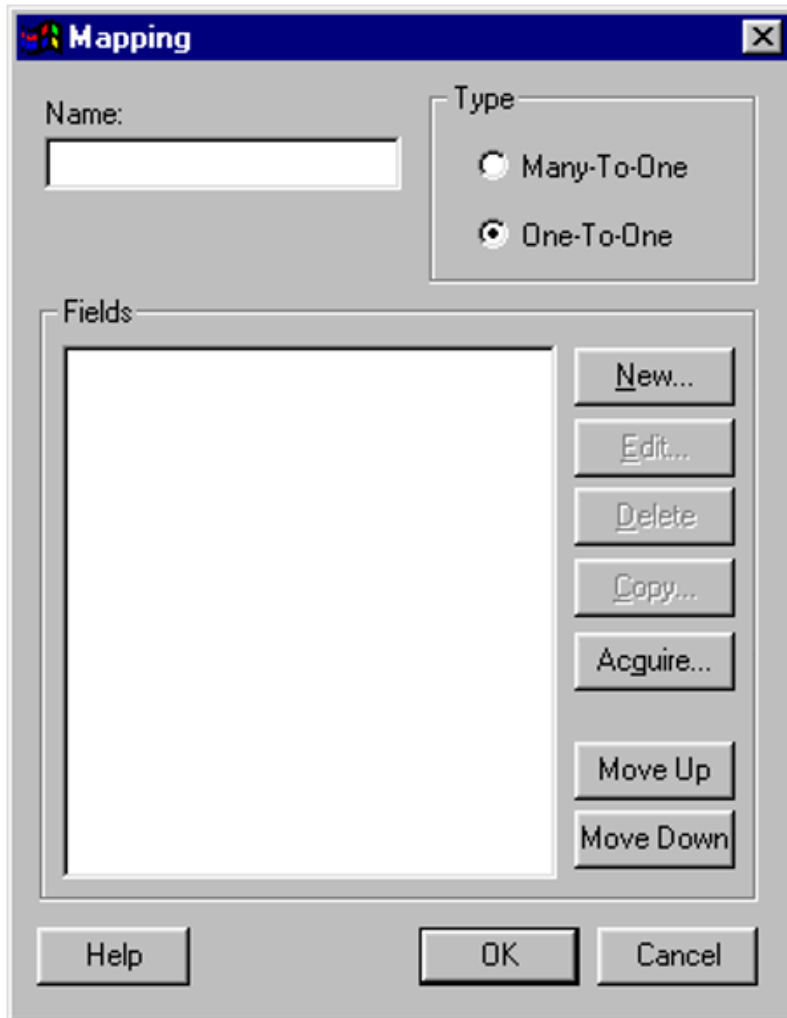 Mapping
Name:
Type
Many-To-One
One-To-One
Fields
New...
Edit...
Delete
Copy...
Acguire...
Move Up
Move Down
Help
OK
Cancel